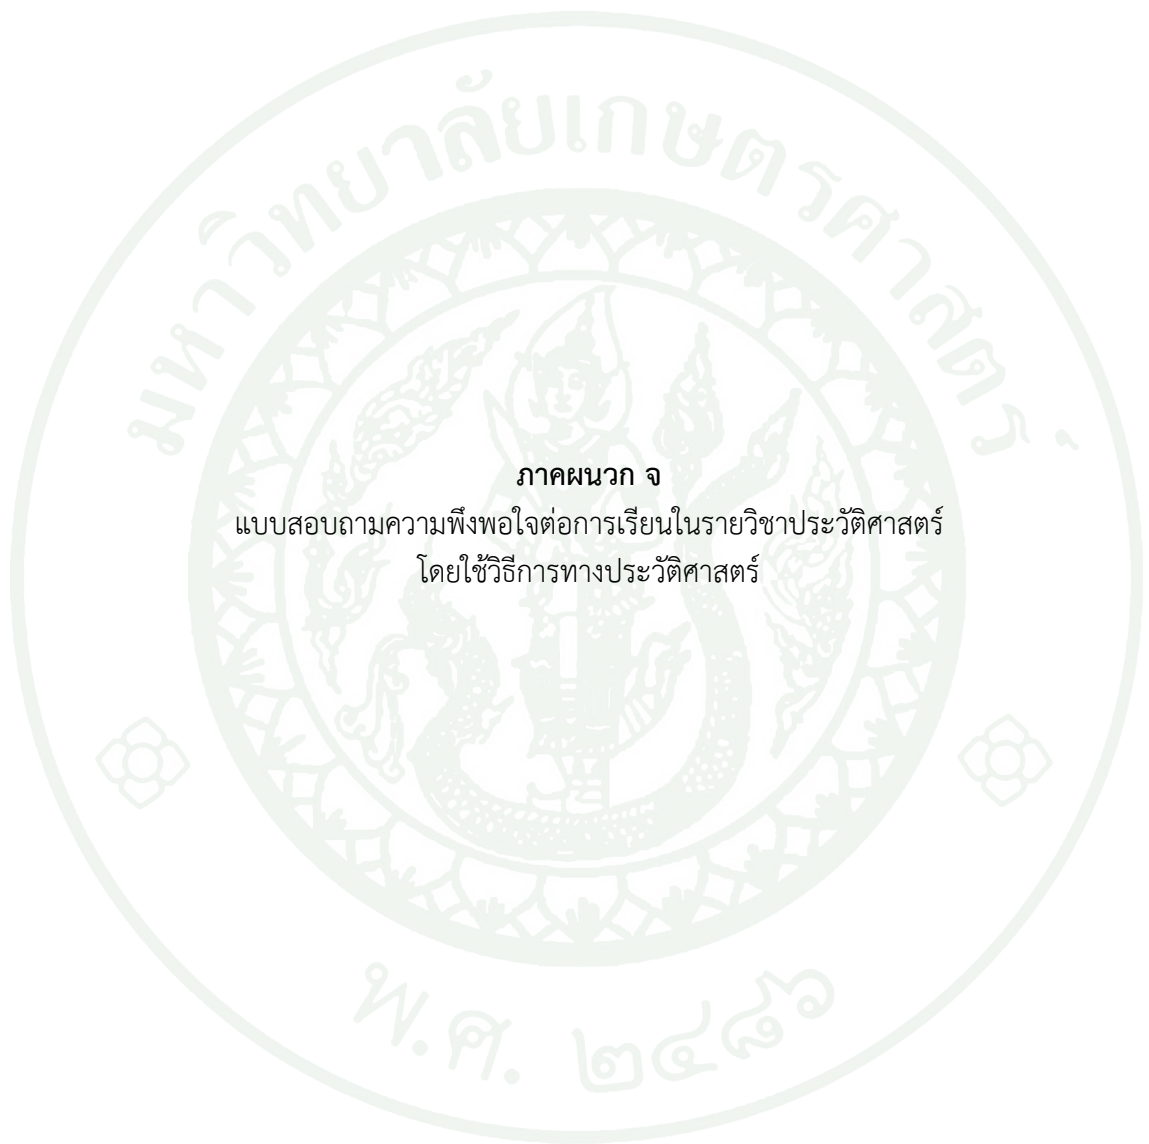 มหาวิทยาลัยเกษตรศาสตร์
ภาคผนวก จ
แบบสอบถามความพึงพอใจต่อการเรียนในรายวิชาประวัติศาสตร์
โดยใช้วิธีการทางประวัติศาสตร์
พ.ศ. ๒๔๘๖